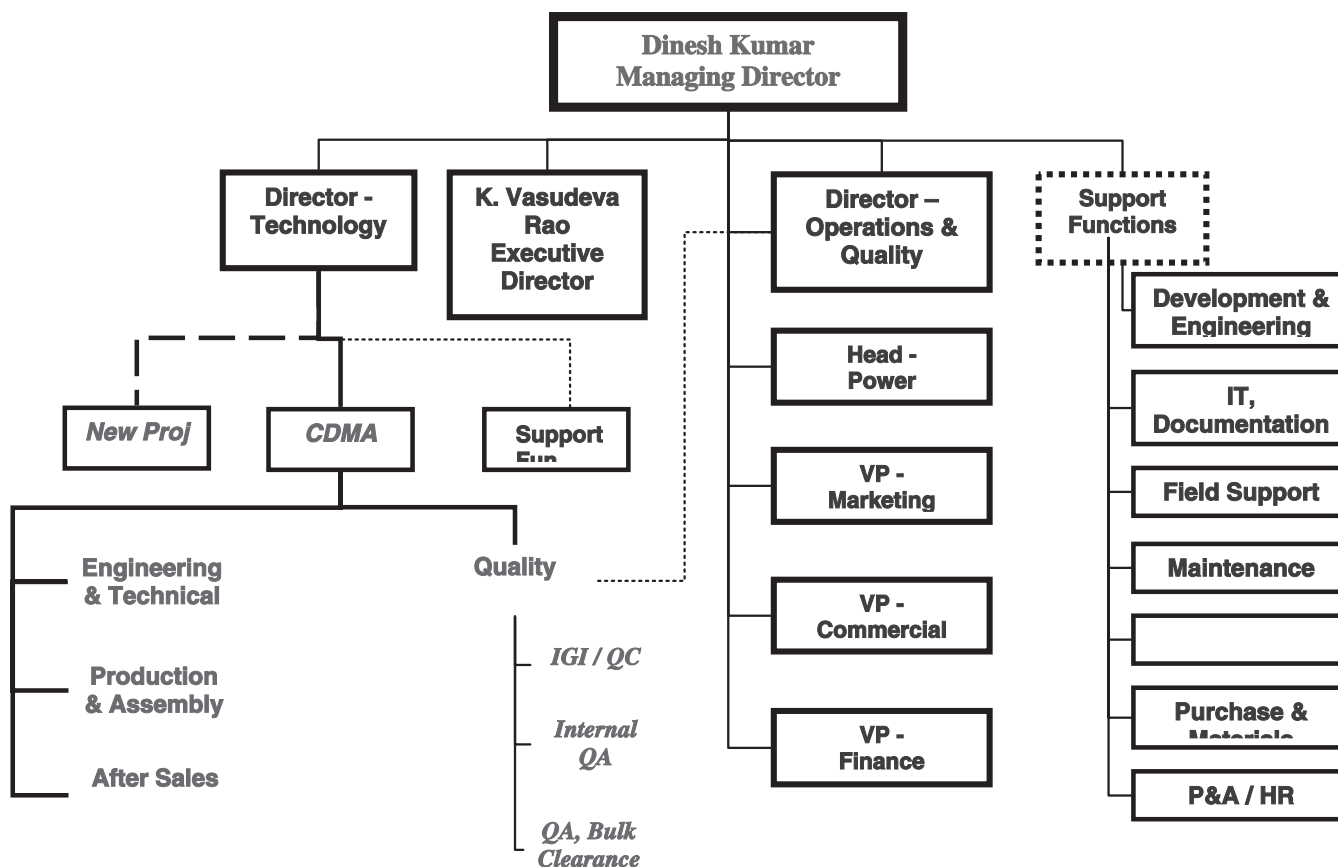 Dinesh Kumar
Managing Director
Director -
Technology
K. Vasudeva
Rao
Executive
Director
Director –
Operations &
Quality
Support
Functions
Development &
Engineering
Head -
Power
New Proj
CDMA
Support
Fun
IT,
Documentation
VP -
Marketing
Field Support
Engineering
& Technical
Quality
Maintenance
VP -
Commercial
IGI / QC
Production
& Assembly
Purchase &
Materials
Internal
QA
VP -
Finance
After Sales
P&A / HR
QA, Bulk
Clearance